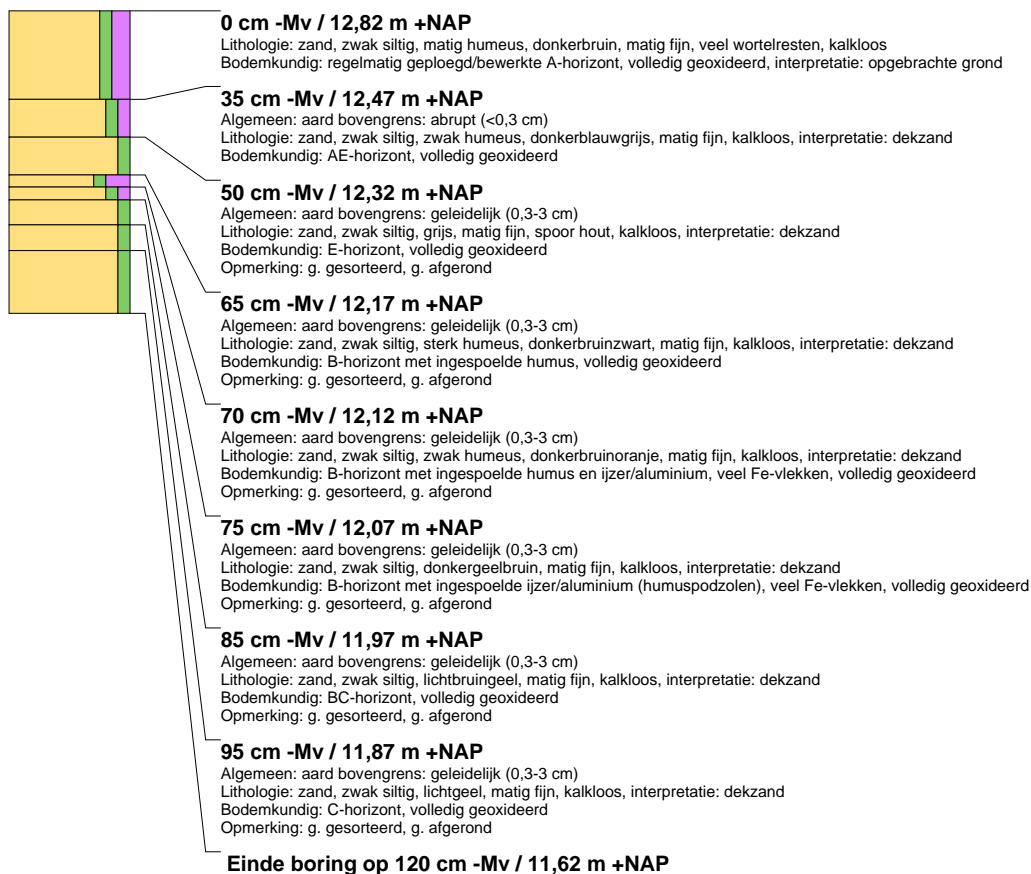 0 cm -Mv / 12,82 m +NAP
Lithologie: zand, zwak siltig, matig humeus, donkerbruin, matig fijn, veel wortelresten, kalkloos
Bodemkundig: regelmatig geploegd/bewerkte A-horizont, volledig geoxideerd, interpretatie: opgebrachte grond
35 cm -Mv / 12,47 m +NAP
Algemeen: aard bovengrens: abrupt (<0,3 cm)
Lithologie: zand, zwak siltig, zwak humeus, donkerblauwgrijs, matig fijn, kalkloos, interpretatie: dekzand
Bodemkundig: AE-horizont, volledig geoxideerd
50 cm -Mv / 12,32 m +NAP
Algemeen: aard bovengrens: geleidelijk (0,3-3 cm)
Lithologie: zand, zwak siltig, grijs, matig fijn, spoor hout, kalkloos, interpretatie: dekzand
Bodemkundig: E-horizont, volledig geoxideerd
Opmerking: g. gesorteerd, g. afgerond
65 cm -Mv / 12,17 m +NAP
Algemeen: aard bovengrens: geleidelijk (0,3-3 cm)
Lithologie: zand, zwak siltig, sterk humeus, donkerbruinzwart, matig fijn, kalkloos, interpretatie: dekzand
Bodemkundig: B-horizont met ingespoelde humus, volledig geoxideerd
Opmerking: g. gesorteerd, g. afgerond
70 cm -Mv / 12,12 m +NAP
Algemeen: aard bovengrens: geleidelijk (0,3-3 cm)
Lithologie: zand, zwak siltig, zwak humeus, donkerbruinoranje, matig fijn, kalkloos, interpretatie: dekzand
Bodemkundig: B-horizont met ingespoelde humus en ijzer/aluminium, veel Fe-vlekken, volledig geoxideerd
Opmerking: g. gesorteerd, g. afgerond
75 cm -Mv / 12,07 m +NAP
Algemeen: aard bovengrens: geleidelijk (0,3-3 cm)
Lithologie: zand, zwak siltig, donkergeelbruin, matig fijn, kalkloos, interpretatie: dekzand
Bodemkundig: B-horizont met ingespoelde ijzer/aluminium (humuspodzolen), veel Fe-vlekken, volledig geoxideerd
Opmerking: g. gesorteerd, g. afgerond
85 cm -Mv / 11,97 m +NAP
Algemeen: aard bovengrens: geleidelijk (0,3-3 cm)
Lithologie: zand, zwak siltig, lichtbruingeel, matig fijn, kalkloos, interpretatie: dekzand
Bodemkundig: BC-horizont, volledig geoxideerd
Opmerking: g. gesorteerd, g. afgerond
95 cm -Mv / 11,87 m +NAP
Algemeen: aard bovengrens: geleidelijk (0,3-3 cm)
Lithologie: zand, zwak siltig, lichtgeel, matig fijn, kalkloos, interpretatie: dekzand
Bodemkundig: C-horizont, volledig geoxideerd
Opmerking: g. gesorteerd, g. afgerond
Einde boring op 120 cm -Mv / 11,62 m +NAP